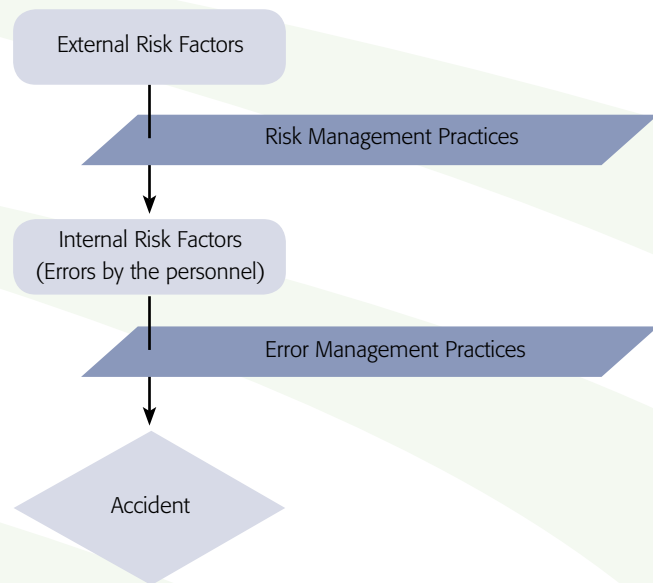 External Risk Factors
Risk Management Practices
Internal Risk Factors
(Errors by the personnel)
Error Management Practices
Accident